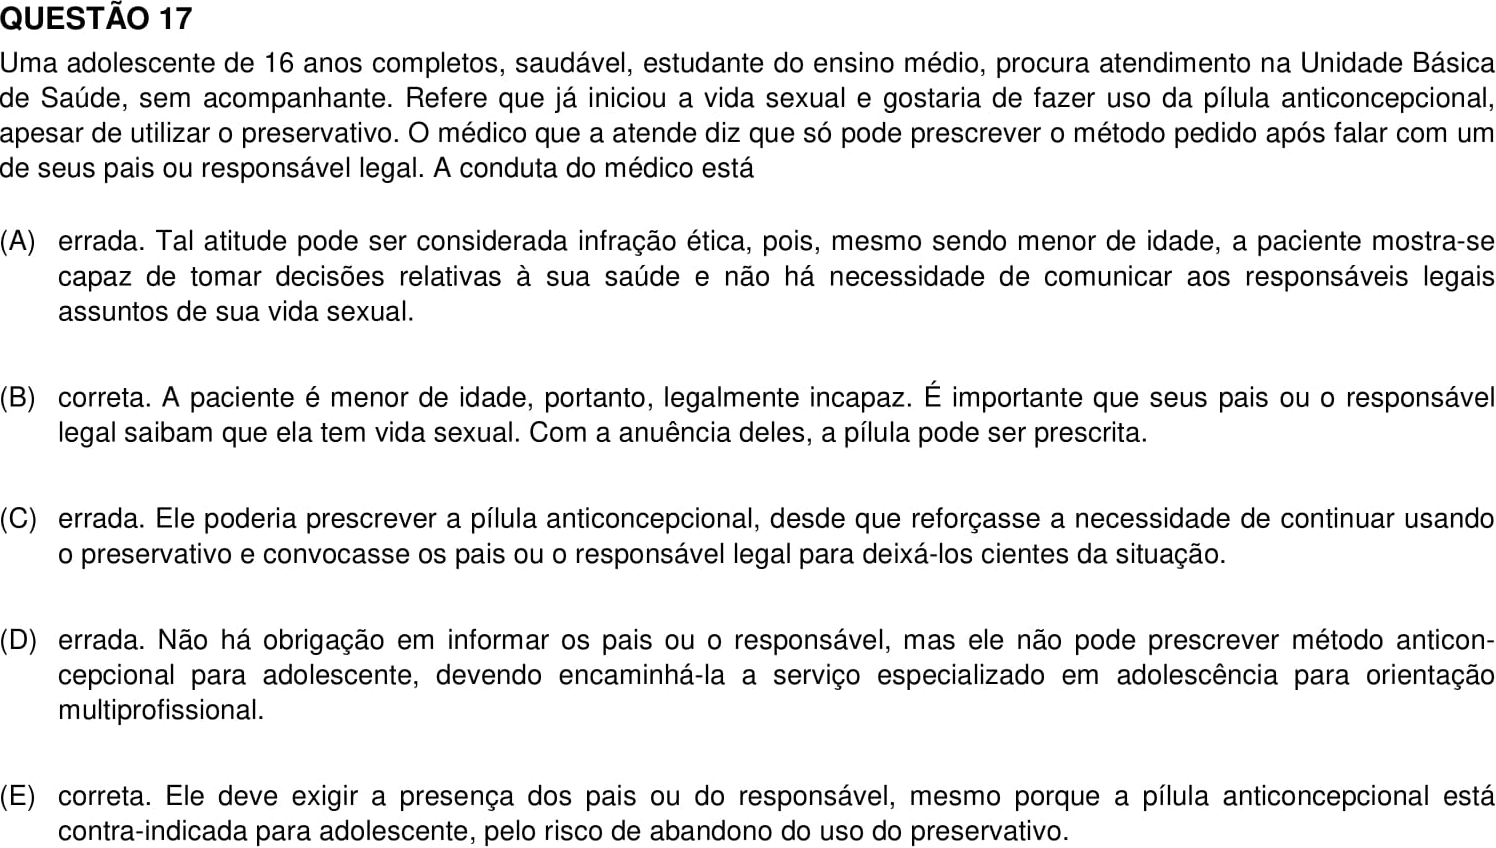 QUESTÃO 17
Uma adolescente de 16 anos completos, saudável, estudante do ensino médio, procura atendimento na Unidade Básica
de Saúde, sem acompanhante. Refere que já iniciou a vida sexual e gostaria de fazer uso da pílula anticoncepcional,
apesar de utilizar o preservativo. O médico que a atende diz que só pode prescrever o método pedido após falar com um
de seus pais ou responsável legal. A conduta do médico está
(A) errada. Tal atitude pode ser considerada infração ética, pois, mesmo sendo menor de idade, a paciente mostra-se
capaz de tomar decisões relativas à sua saúde e não há necessidade de comunicar aos responsáveis legais
assuntos de sua vida sexual.
(B) correta. A paciente é menor de idade, portanto, legalmente incapaz. É importante que seus pais ou o responsável
legal saibam que ela tem vida sexual. Com a anuência deles, a pílula pode ser prescrita.
(C) errada. Ele poderia prescrever a pílula anticoncepcional, desde que reforçasse a necessidade de continuar usando
o preservativo e convocasse os pais ou o responsável legal para deixá-los cientes da situação.
(D) errada. Não há obrigação em informar os pais ou o responsável, mas ele não pode prescrever método anticon-
cepcional para adolescente, devendo encaminhá-la a serviço especializado em adolescência para orientação
multiprofissional.
(E) correta. Ele deve exigir a presença dos pais ou do responsável, mesmo porque a pílula anticoncepcional está
contra-indicada para adolescente, pelo risco de abandono do uso do preservativo.